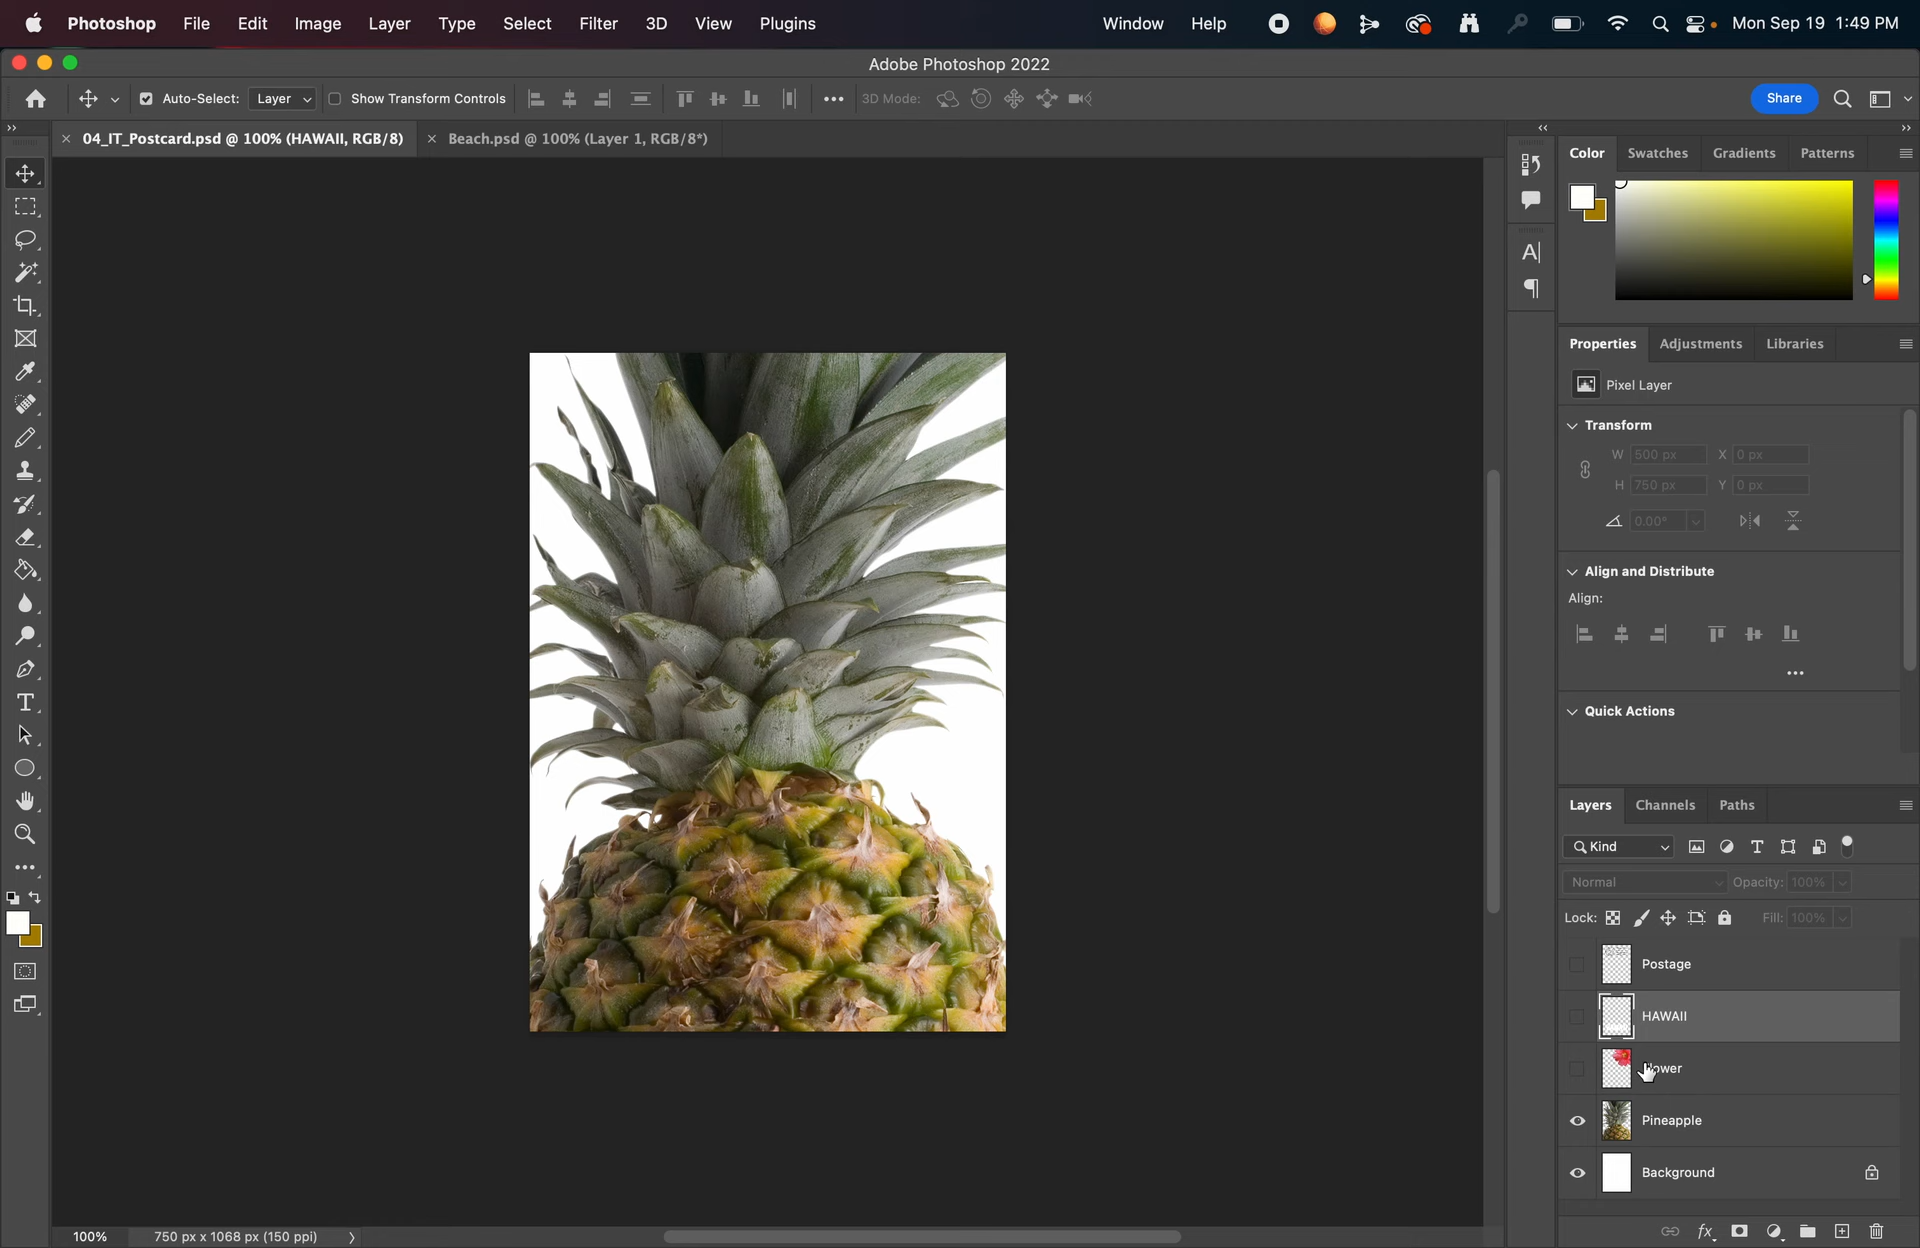 Photoshop File Edit Image Layer Type Select Filter 3D View Plugins Window Help Mon Sep 19 1:49 PM
Adobe Photoshop 2022
Auto-Select: Layer Show Transform Controls 3D Mode: Share
04_IT_Postcard.psd @ 100% (HAWAII, RGB/8) Beach.psd @ 100% (Layer 1, RGB/8*)
Color Swatches Gradients Patterns
Properties Adjustments Libraries
Pixel Layer
Transform
W 500 px X 0 px
H 750 px Y 0 px
0.00°
Align and Distribute
Align:
Quick Actions
Layers Channels Paths
Kind
Normal Opacity: 100%
Lock: Fill: 100%
Postage
HAWAII
Pineapple
Background
100% 750 px x 1068 px (150 ppi)